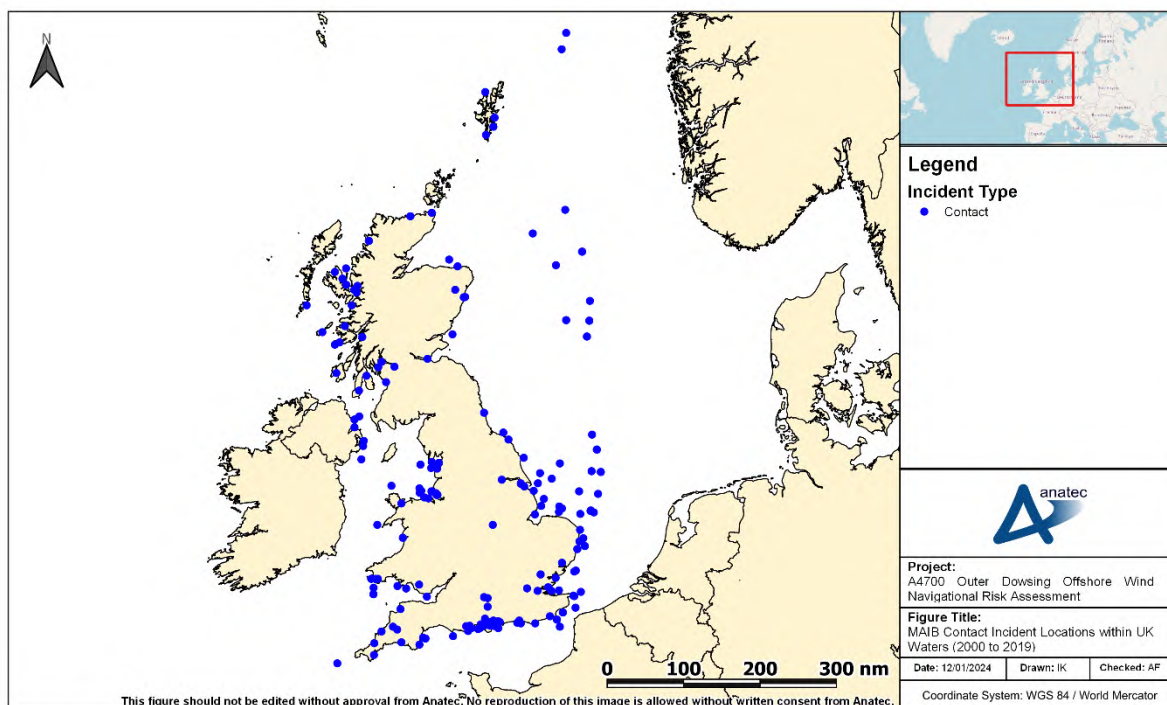 N
Legend
Incident Type
Contact
anatec
Project:
A4700 Outer Dowsing Offshore Wind
Navigational Risk Assessment
Figure Title:
MAIB Contact Incident Locations within UK
Waters (2000 to 2019)
Date: 12/01/2024
Drawn: IK
Checked: AF
Coordinate System: WGS 84 / World Mercator
0 100 200 300 nm
This figure should not be edited without approval from Anatec. No reproduction of this image is allowed without written consent from Anatec.